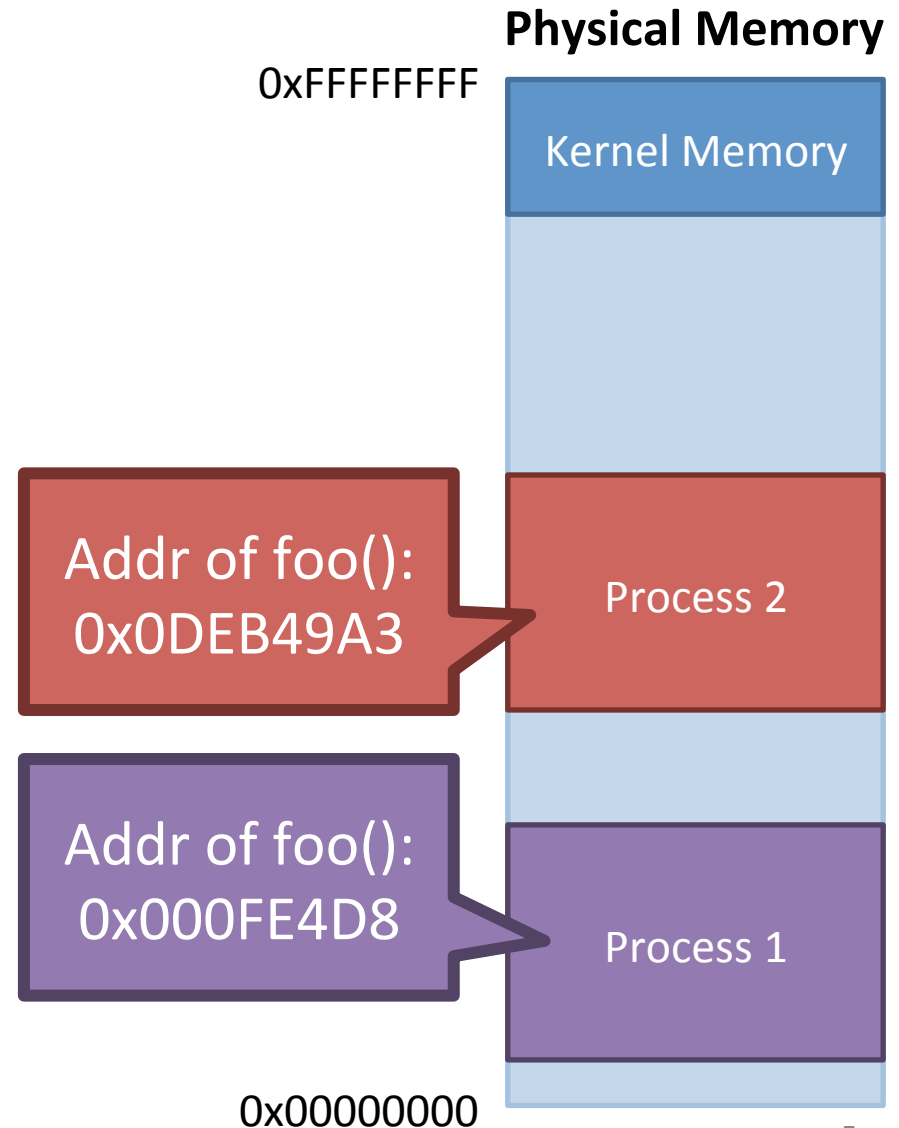 Physical Memory
0xFFFFFFFF
Kernel Memory
Addr of foo():
0x0DEB49A3
Process 2
Addr of foo():
0x000FE4D8
Process 1
0x00000000